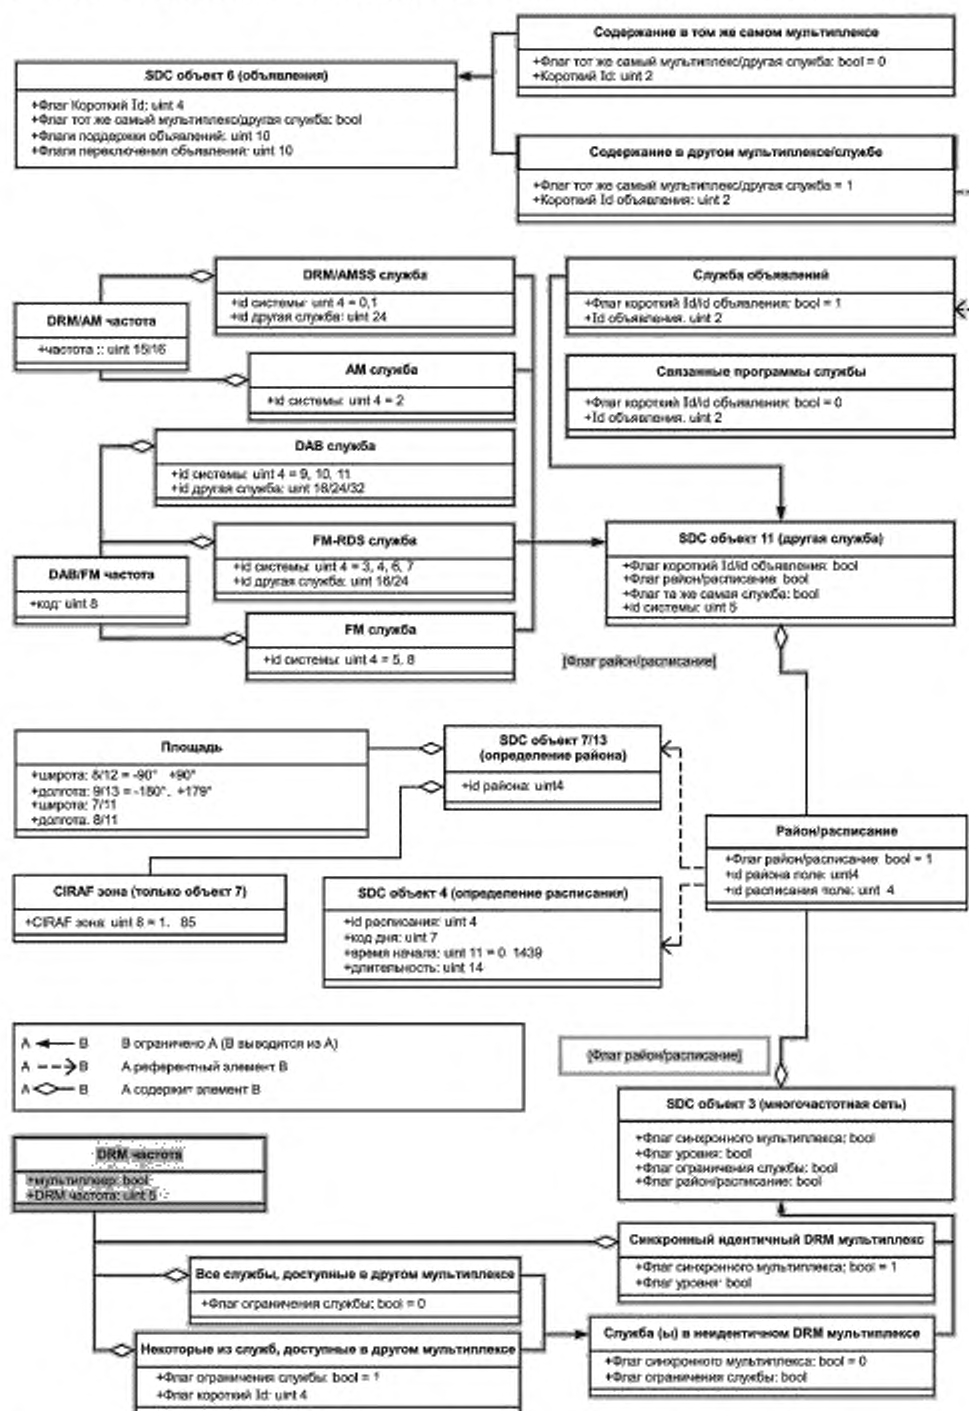 Содержание в том же самом мультиплексе
+Флаг тот же самый мультиплекс/другая служба: bool = 0
+Короткий Id: uint 2
SDC объект 6 (объявления)
+Флаг Короткий Id: uint 4
+Флаг тот же самый мультиплекс/другая служба: bool
+Флаги поддержки объявлений: uint 10
+Флаги переключения объявлений: uint 10
Содержание в другом мультиплексе/службе
+Флаг тот же самый мультиплекс/другая служба = 1
+Короткий Id объявления: uint 2
DRM/AMSS служба
+id системы: uint 4 = 0,1
+id другая служба: uint 24
Служба объявлений
+Флаг короткий Id/id объявления: bool = 1
+Id объявления. uint 2
DRM/AM частота
+частота :: uint 15/16
AM служба
+id системы: uint 4 = 2
Связанные программы службы
+Флаг короткий Id/id объявления: bool = 0
+Id объявления. uint 2
DAB служба
+id системы: uint 4 = 9, 10, 11
+id другая служба: uint 16/24/32
FM-RDS служба
+id системы: uint 4 = 3, 4, 6, 7
+id другая служба: uint 16/24
SDC объект 11 (другая служба)
+Флаг короткий Id/id объявления: bool
+Флаг район/расписание: bool
+Флаг та же самая служба: bool
+id системы: uint 5
DAB/FM частота
+код: uint 8
FM служба
+id системы: uint 4 = 5, 8
[Флаг район/расписание]
Площадь
+широта: 8/12 = -90° +90°
+долгота: 9/13 = -180°. +179°
+широта: 7/11
+долгота. 8/11
SDC объект 7/13
(определение района)
+id района: uint4
Район/расписание
+Флаг район/расписание: bool = 1
+id района поле: uint4
+id расписания поле: uint 4
CIRAF зона (только объект 7)
+CIRAF зона: uint 8 = 1. 85
SDC объект 4 (определение расписания)
+id расписания: uint 4
+код дня: uint 7
+время начала: uint 11 = 0 1439
+длительность: uint 14
A B B ограничено A (B выводится из A)
A B A референтный элемент B
A B A содержит элемент B
[Флаг район/расписание]
SDC объект 3 (многочастотная сеть)
+Флаг синхронного мультиплекса: bool
+Флаг уровня: bool
+Флаг ограничения службы: bool
+Флаг район/расписание: bool
DRM частота
+мультиплекс: bool
+DRM частота: uint 5
Синхронный идентичный DRM мультиплекс
+Флаг синхронного мультиплекса: bool = 1
+Флаг уровня: bool
Все службы, доступные в другом мультиплексе
+Флаг ограничения службы: bool = 0
Служба (ы) в неидентичном DRM мультиплексе
+Флаг синхронного мультиплекса: bool = 0
+Флаг ограничения службы: bool
Некоторые из служб, доступные в другом мультиплексе
+Флаг ограничения службы: bool = 1
+Флаг короткий Id: uint 4